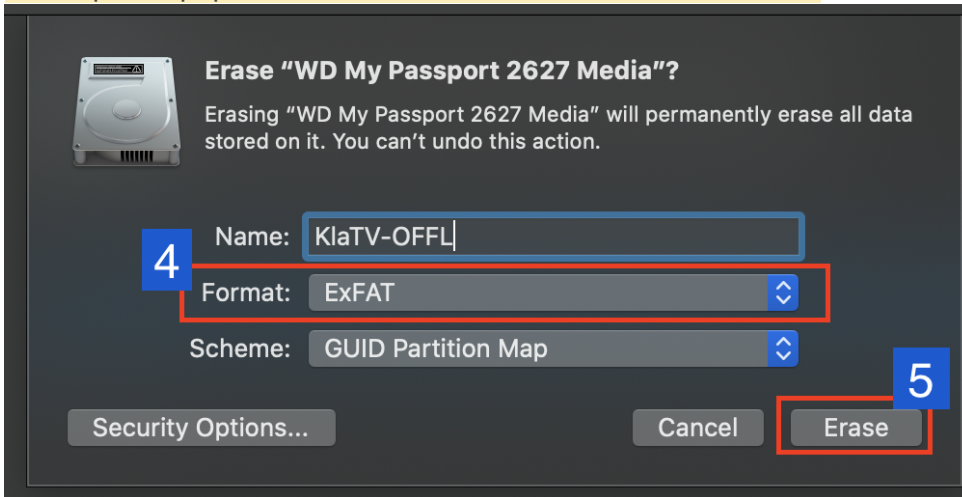 Erase “WD My Passport 2627 Media”?
Erasing “WD My Passport 2627 Media” will permanently erase all data
stored on it. You can’t undo this action.
Name: KlaTV-OFFL
4
Format: ExFAT
Scheme: GUID Partition Map
5
Security Options... Cancel Erase